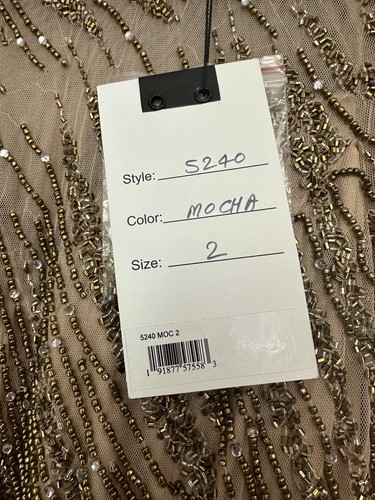 Style: 5240
Color: MOCHA
Size: 2
5240 MOC 2
1 91877 57558 3